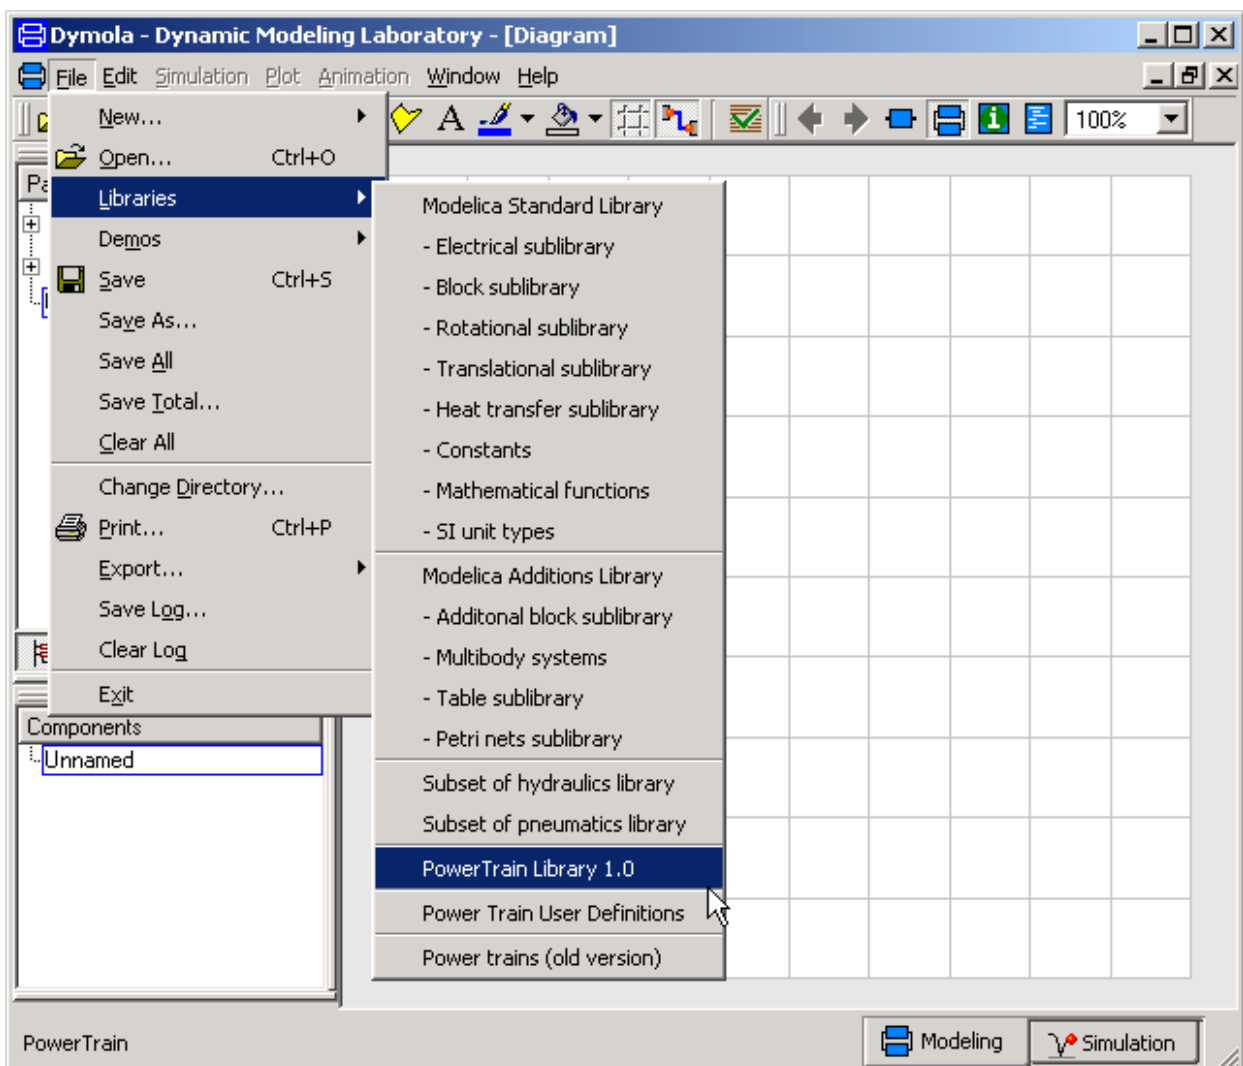 Dymola - Dynamic Modeling Laboratory - [Diagram]
File Edit Simulation Plot Animation Window Help
A 100%
New...
Open... Ctrl+O
Libraries
Demos
Save Ctrl+S
Save As...
Save All
Save Total...
Clear All
Change Directory...
Print... Ctrl+P
Export...
Save Log...
Clear Log
Exit
Modelica Standard Library
- Electrical sublibrary
- Block sublibrary
- Rotational sublibrary
- Translational sublibrary
- Heat transfer sublibrary
- Constants
- Mathematical functions
- SI unit types
Modelica Additions Library
- Additonal block sublibrary
- Multibody systems
- Table sublibrary
- Petri nets sublibrary
Subset of hydraulics library
Subset of pneumatics library
PowerTrain Library 1.0
Power Train User Definitions
Power trains (old version)
Components
Unnamed
PowerTrain
Modeling
Simulation